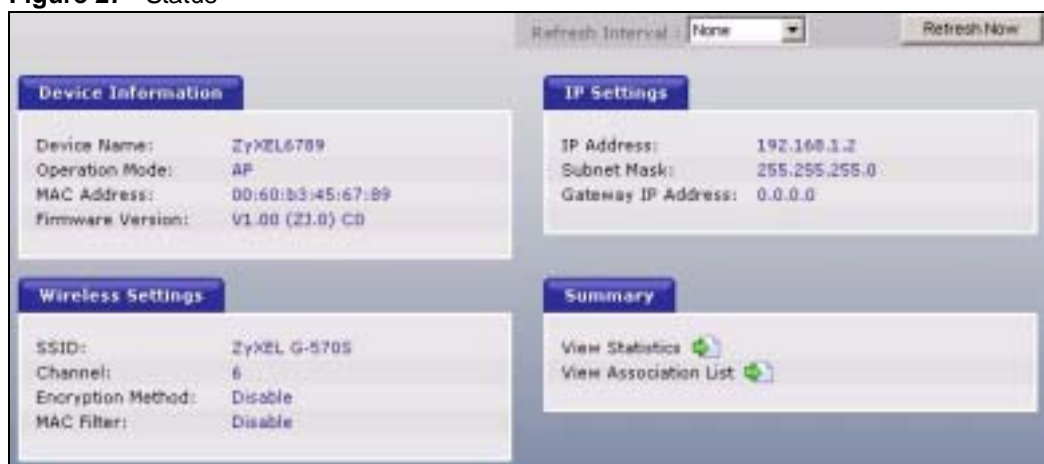 Status
Refresh Interval : None
Refresh Now
Device Information
Device Name: ZyXEL6789
Operation Mode: AP
MAC Address: 00:60:b3:45:67:89
Firmware Version: V1.00 (ZJ.0) C0
IP Settings
IP Address: 192.168.1.2
Subnet Mask: 255.255.255.0
Gateway IP Address: 0.0.0.0
Wireless Settings
SSID: ZyXEL G-570S
Channel: 6
Encryption Method: Disable
MAC Filter: Disable
Summary
View Statistics
View Association List